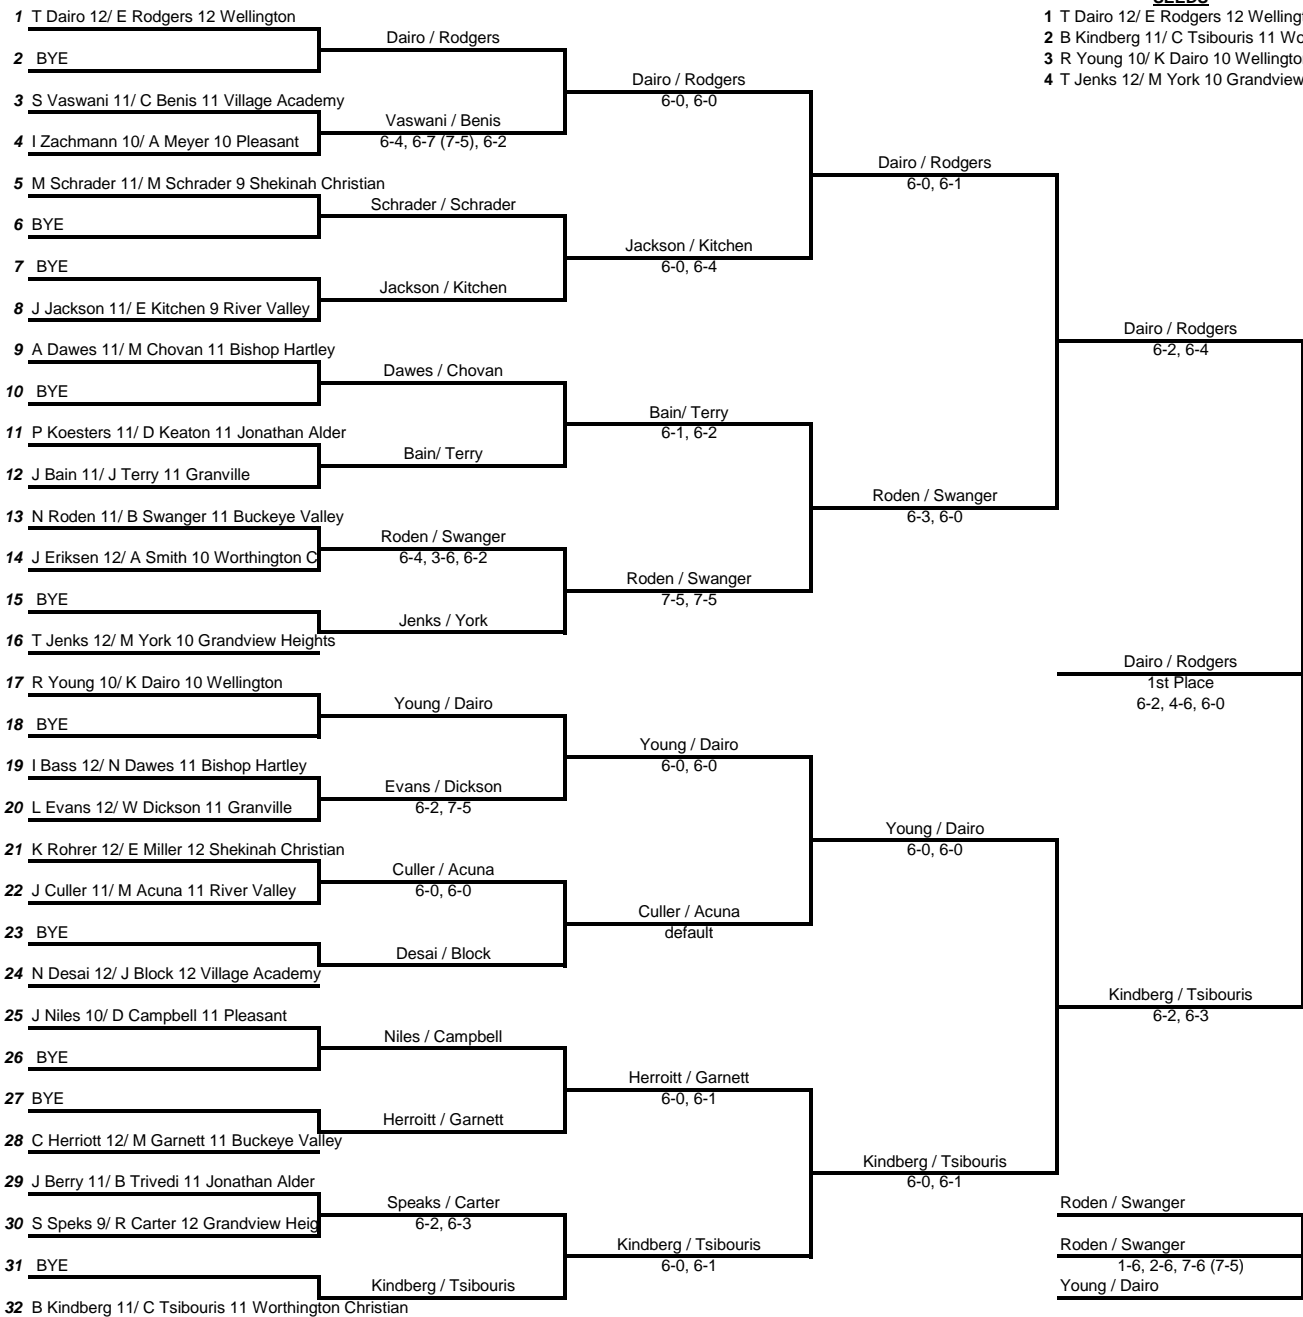 SEEDS
1 T Dairo 12/ E Rodgers 12 Wellingt
2 B Kindberg 11/ C Tsibouris 11 Wo
3 R Young 10/ K Dairo 10 Wellingto
4 T Jenks 12/ M York 10 Grandview
1 T Dairo 12/ E Rodgers 12 Wellington
Dairo / Rodgers
2 BYE
Dairo / Rodgers
6-0, 6-0
3 S Vaswani 11/ C Benis 11 Village Academy
Vaswani / Benis
6-4, 6-7 (7-5), 6-2
4 I Zachmann 10/ A Meyer 10 Pleasant
Dairo / Rodgers
6-0, 6-1
5 M Schrader 11/ M Schrader 9 Shekinah Christian
Schrader / Schrader
6 BYE
Jackson / Kitchen
6-0, 6-4
7 BYE
Jackson / Kitchen
8 J Jackson 11/ E Kitchen 9 River Valley
Dairo / Rodgers
6-2, 6-4
9 A Dawes 11/ M Chovan 11 Bishop Hartley
Dawes / Chovan
10 BYE
Bain/ Terry
6-1, 6-2
11 P Koesters 11/ D Keaton 11 Jonathan Alder
Bain/ Terry
12 J Bain 11/ J Terry 11 Granville
Roden / Swanger
6-3, 6-0
13 N Roden 11/ B Swanger 11 Buckeye Valley
Roden / Swanger
6-4, 3-6, 6-2
14 J Eriksen 12/ A Smith 10 Worthington C
Roden / Swanger
7-5, 7-5
15 BYE
Jenks / York
16 T Jenks 12/ M York 10 Grandview Heights
Dairo / Rodgers
1st Place
6-2, 4-6, 6-0
17 R Young 10/ K Dairo 10 Wellington
Young / Dairo
18 BYE
Young / Dairo
6-0, 6-0
19 I Bass 12/ N Dawes 11 Bishop Hartley
Evans / Dickson
6-2, 7-5
20 L Evans 12/ W Dickson 11 Granville
Young / Dairo
6-0, 6-0
21 K Rohrer 12/ E Miller 12 Shekinah Christian
Culler / Acuna
6-0, 6-0
22 J Culler 11/ M Acuna 11 River Valley
Culler / Acuna
default
23 BYE
Desai / Block
24 N Desai 12/ J Block 12 Village Academy
Kindberg / Tsibouris
6-2, 6-3
25 J Niles 10/ D Campbell 11 Pleasant
Niles / Campbell
26 BYE
Herroitt / Garnett
6-0, 6-1
27 BYE
Herroitt / Garnett
28 C Herriott 12/ M Garnett 11 Buckeye Valley
Kindberg / Tsibouris
6-0, 6-1
29 J Berry 11/ B Trivedi 11 Jonathan Alder
Speaks / Carter
6-2, 6-3
30 S Speks 9/ R Carter 12 Grandview Heig
Kindberg / Tsibouris
6-0, 6-1
31 BYE
Kindberg / Tsibouris
32 B Kindberg 11/ C Tsibouris 11 Worthington Christian
Roden / Swanger
Roden / Swanger
1-6, 2-6, 7-6 (7-5)
Young / Dairo